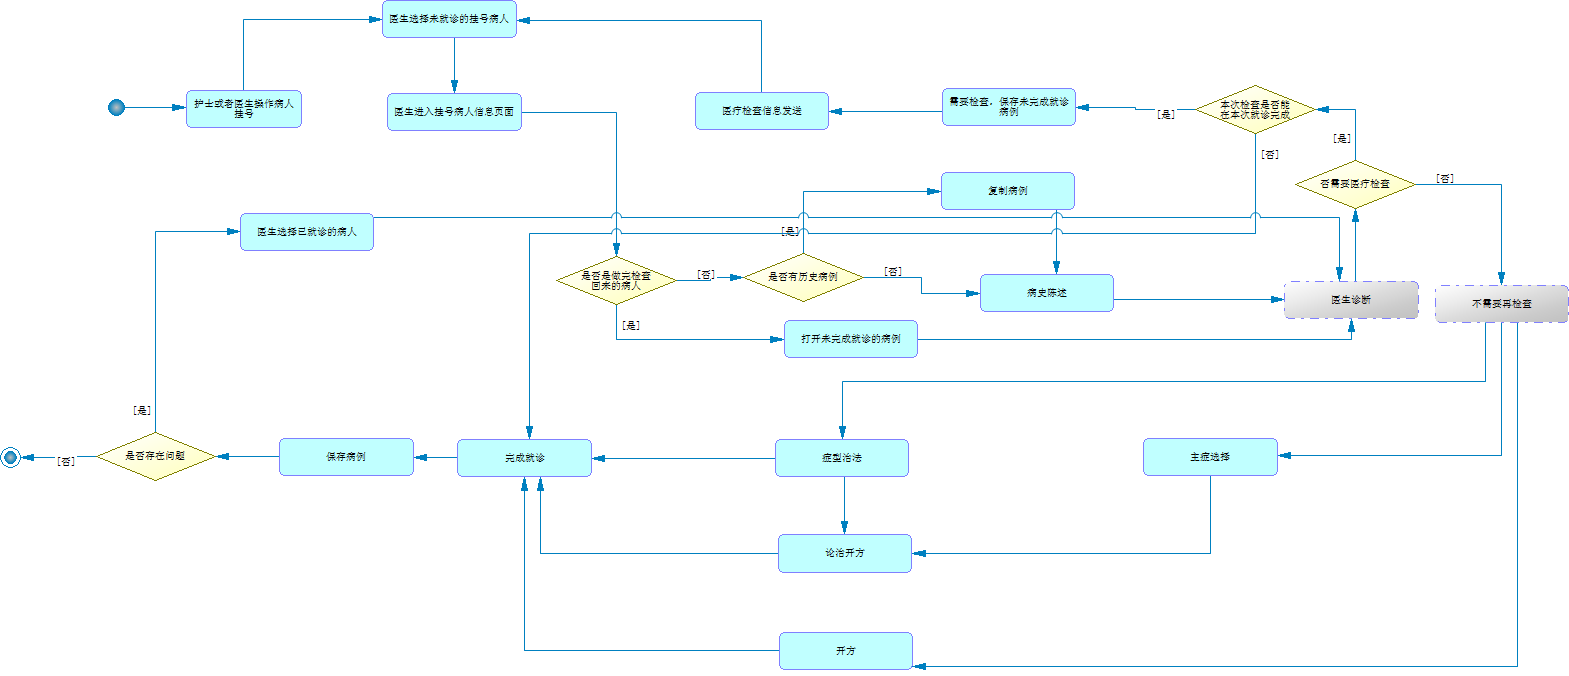 医生选择未就诊的挂号病人
护士或者医生操作病人
挂号
医生进入挂号病人信息页面
医疗检查信息发送
需要检查，保存未完成就诊
病例
[是]
本次检查是否能
在本次就诊完成
[是]
[否]
否需要医疗检查
[否]
复制病例
医生选择已就诊的病人
[是]
是否是做完检查
回来的病人
[否]
是否有历史病例
[否]
病史陈述
医生诊断
不需要再检查
[是]
打开未完成就诊的病例
[是]
[否]
是否存在问题
保存病例
完成就诊
症型治法
主症选择
论治开方
开方